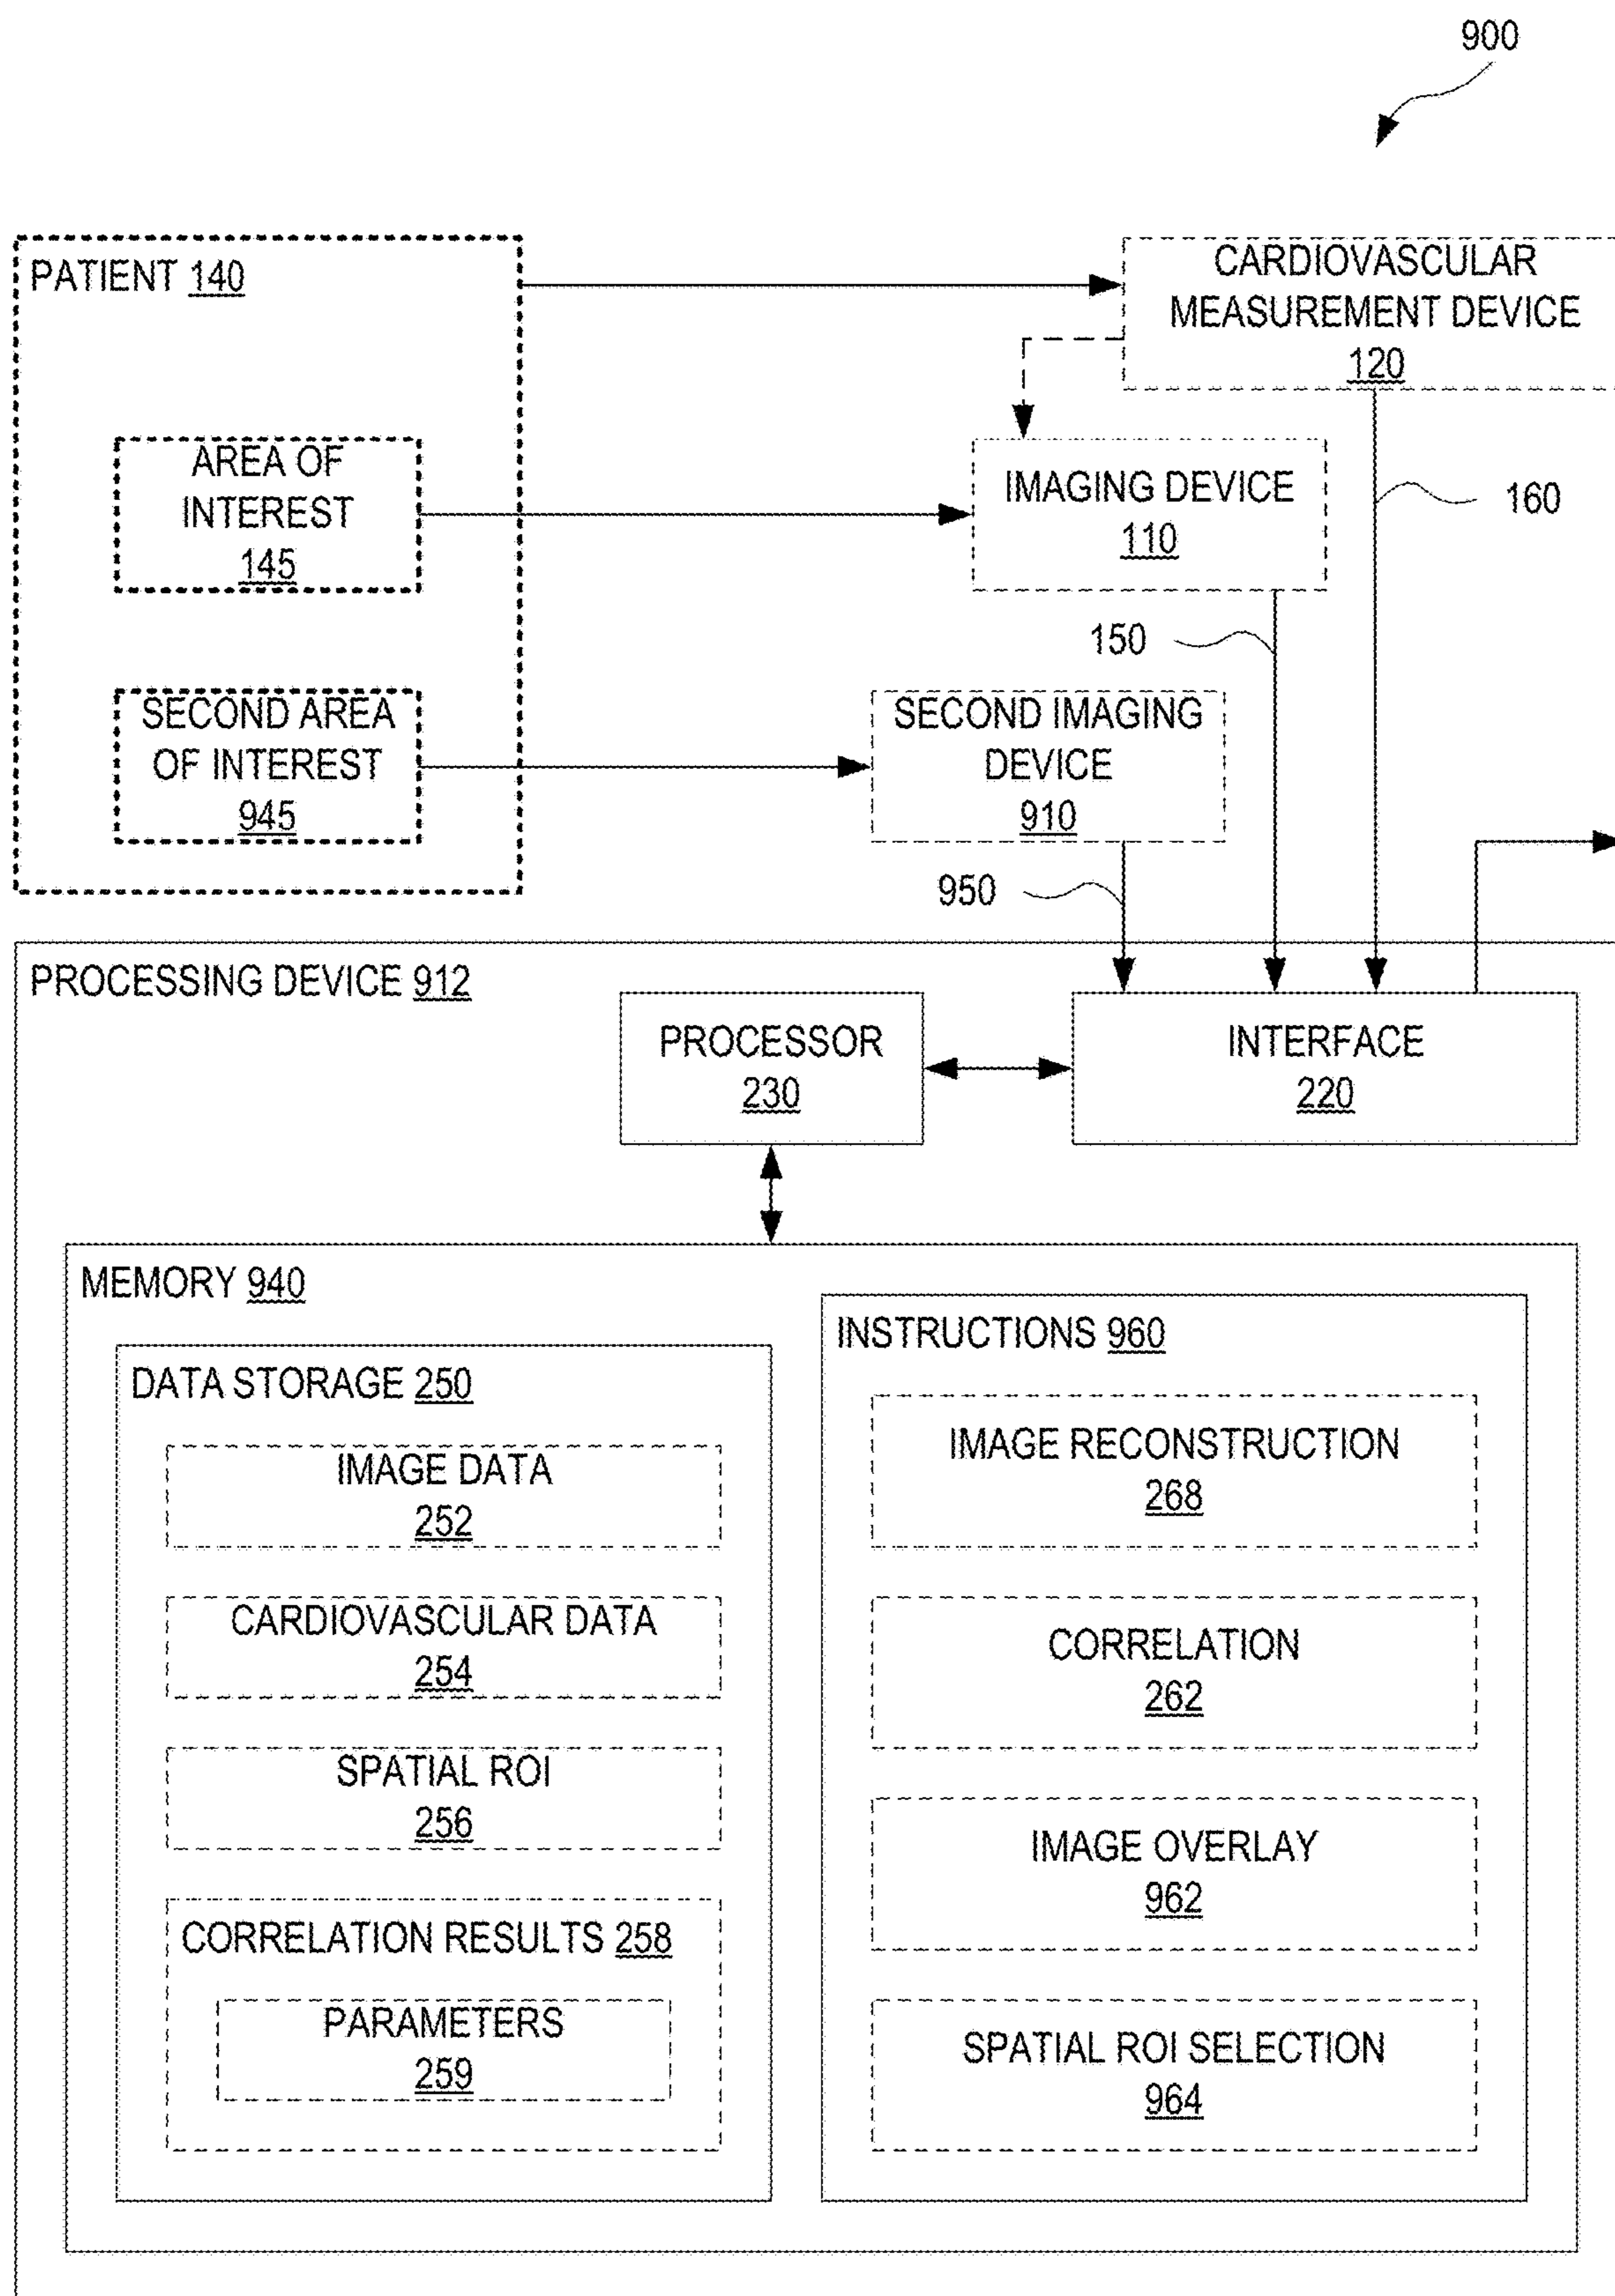 900
PATIENT 140
CARDIOVASCULAR
MEASUREMENT DEVICE
120
AREA OF
INTEREST
145
IMAGING DEVICE
110
160
150
SECOND AREA
OF INTEREST
945
SECOND IMAGING
DEVICE
910
950
PROCESSING DEVICE 912
PROCESSOR
230
INTERFACE
220
MEMORY 940
DATA STORAGE 250
IMAGE DATA
252
CARDIOVASCULAR DATA
254
SPATIAL ROI
256
CORRELATION RESULTS 258
PARAMETERS
259
INSTRUCTIONS 960
IMAGE RECONSTRUCTION
268
CORRELATION
262
IMAGE OVERLAY
962
SPATIAL ROI SELECTION
964